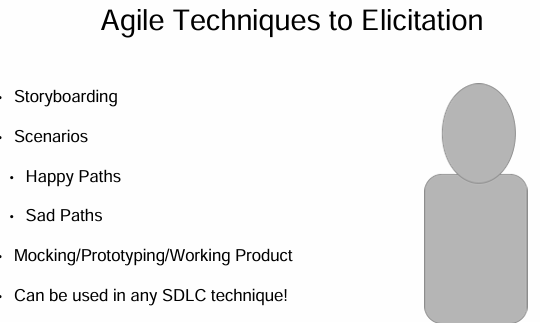 Agile Techniques to Elicitation
Storyboarding
Scenarios
Happy Paths
Sad Paths
Mocking/Prototyping/Working Product
Can be used in any SDLC technique!